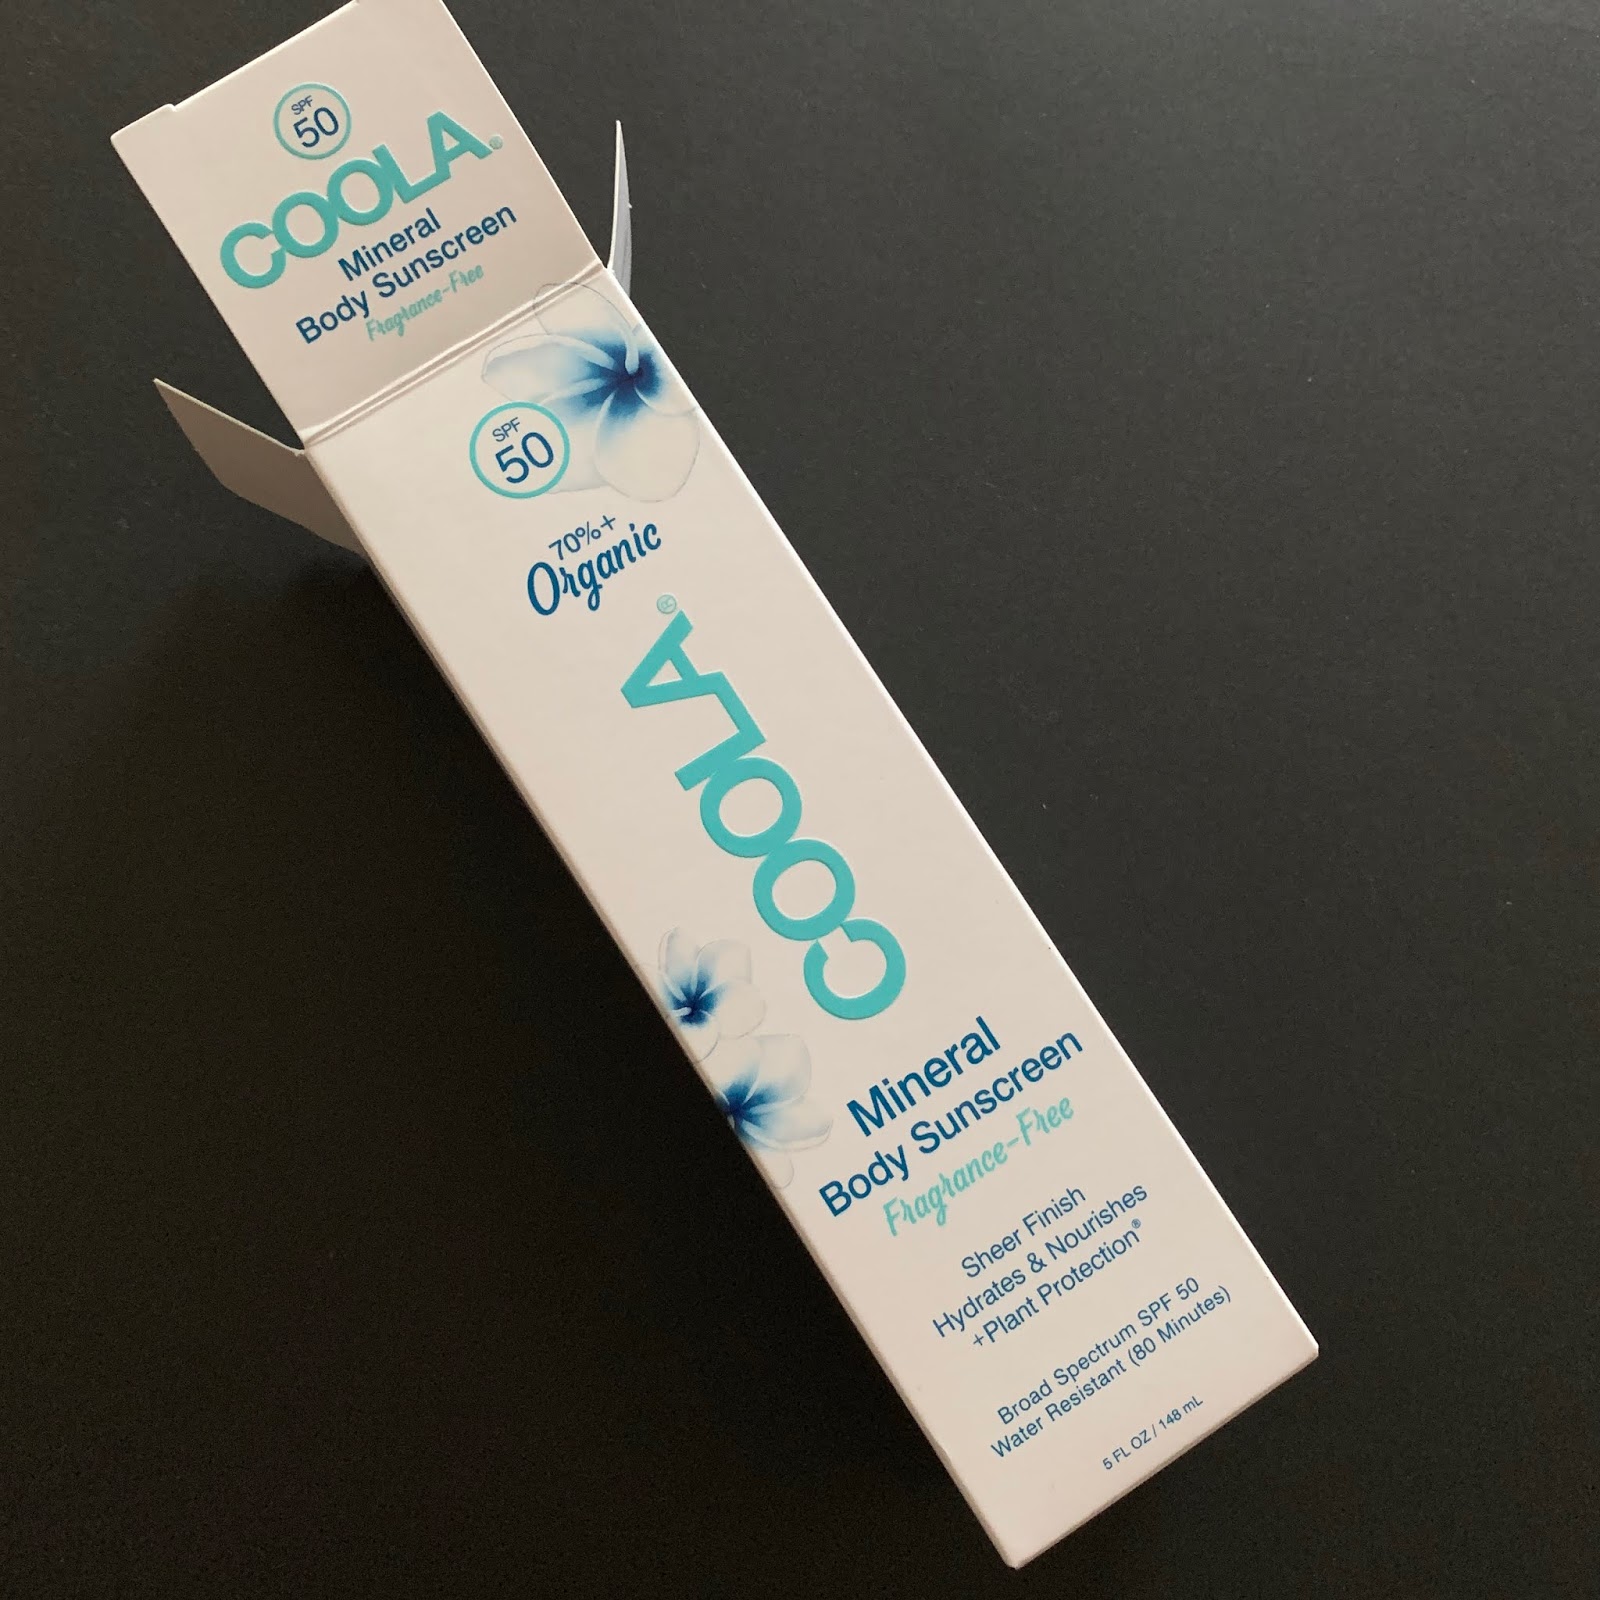 SPF
50
COOLA®
Mineral
Body Sunscreen
Fragrance-Free
SPF
50
70%+
Organic
COOLA®
Mineral
Body Sunscreen
Fragrance-Free
Sheer Finish
Hydrates & Nourishes
+Plant Protection®
Broad Spectrum SPF 50
Water Resistant (80 Minutes)
5 FL OZ / 148 mL